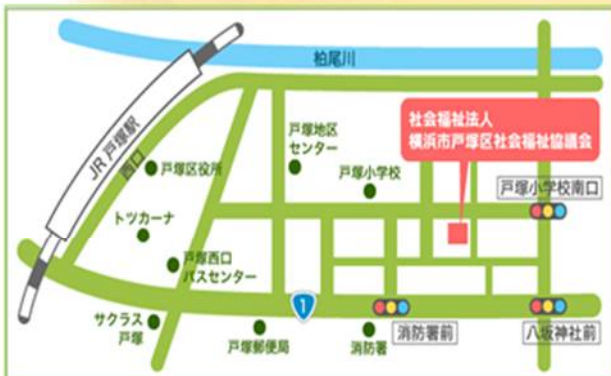 柏尾川
JR 戸塚駅
西口
戸塚区役所
戸塚地区
センター
戸塚小学校
社会福祉法人
横浜市戸塚区社会福祉協議会
戸塚小学校南口
トツカーナ
戸塚西口
バスセンター
サクラス
戸塚
戸塚郵便局
1
消防署
消防署前
八坂神社前